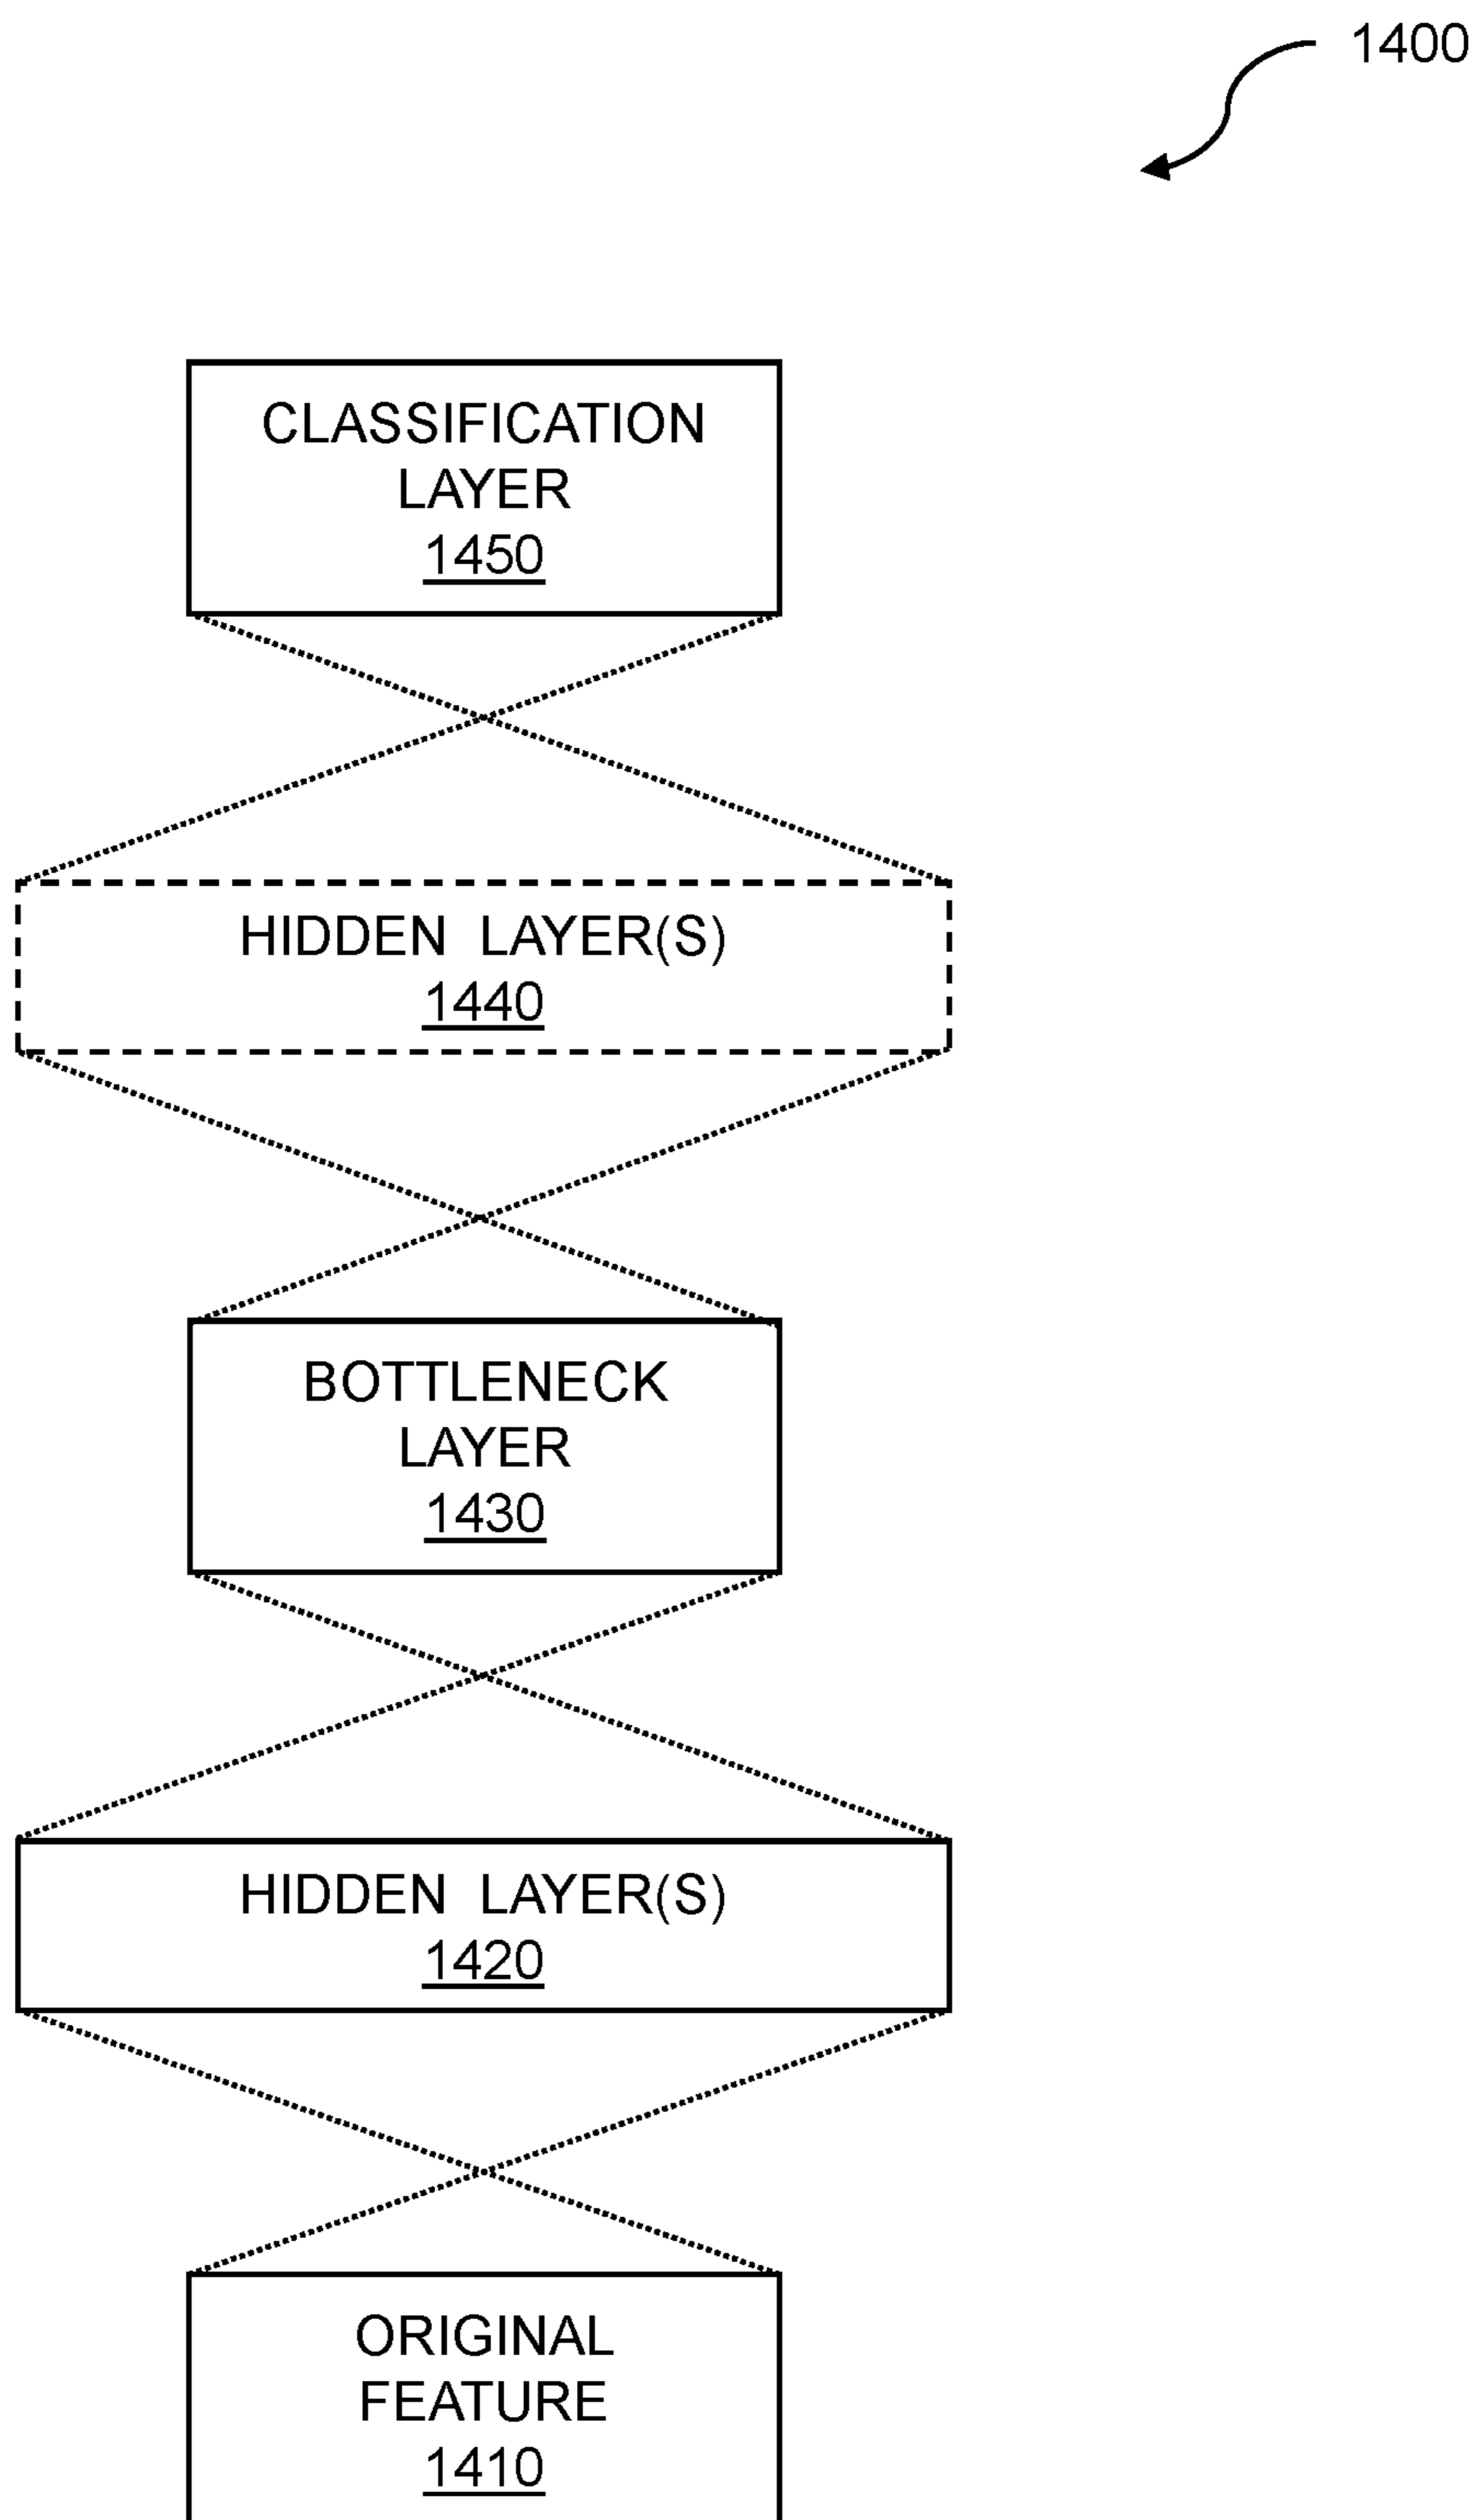 1400
CLASSIFICATION
LAYER
1450
HIDDEN LAYER(S)
1440
BOTTLENECK
LAYER
1430
HIDDEN LAYER(S)
1420
ORIGINAL
FEATURE
1410